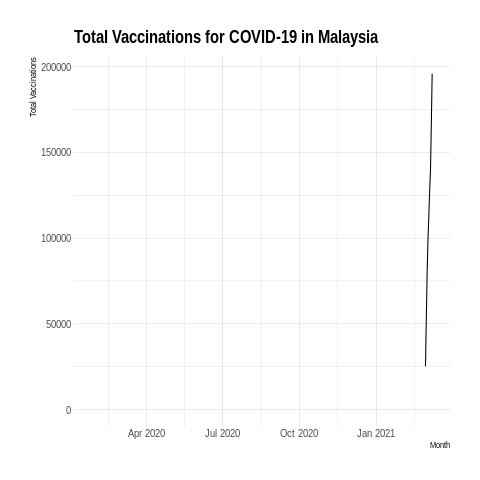 Total Vaccinations for COVID-19 in Malaysia
Total Vaccinations
200000
150000
100000
50000
0
Apr 2020 Jul 2020 Oct 2020 Jan 2021
Month